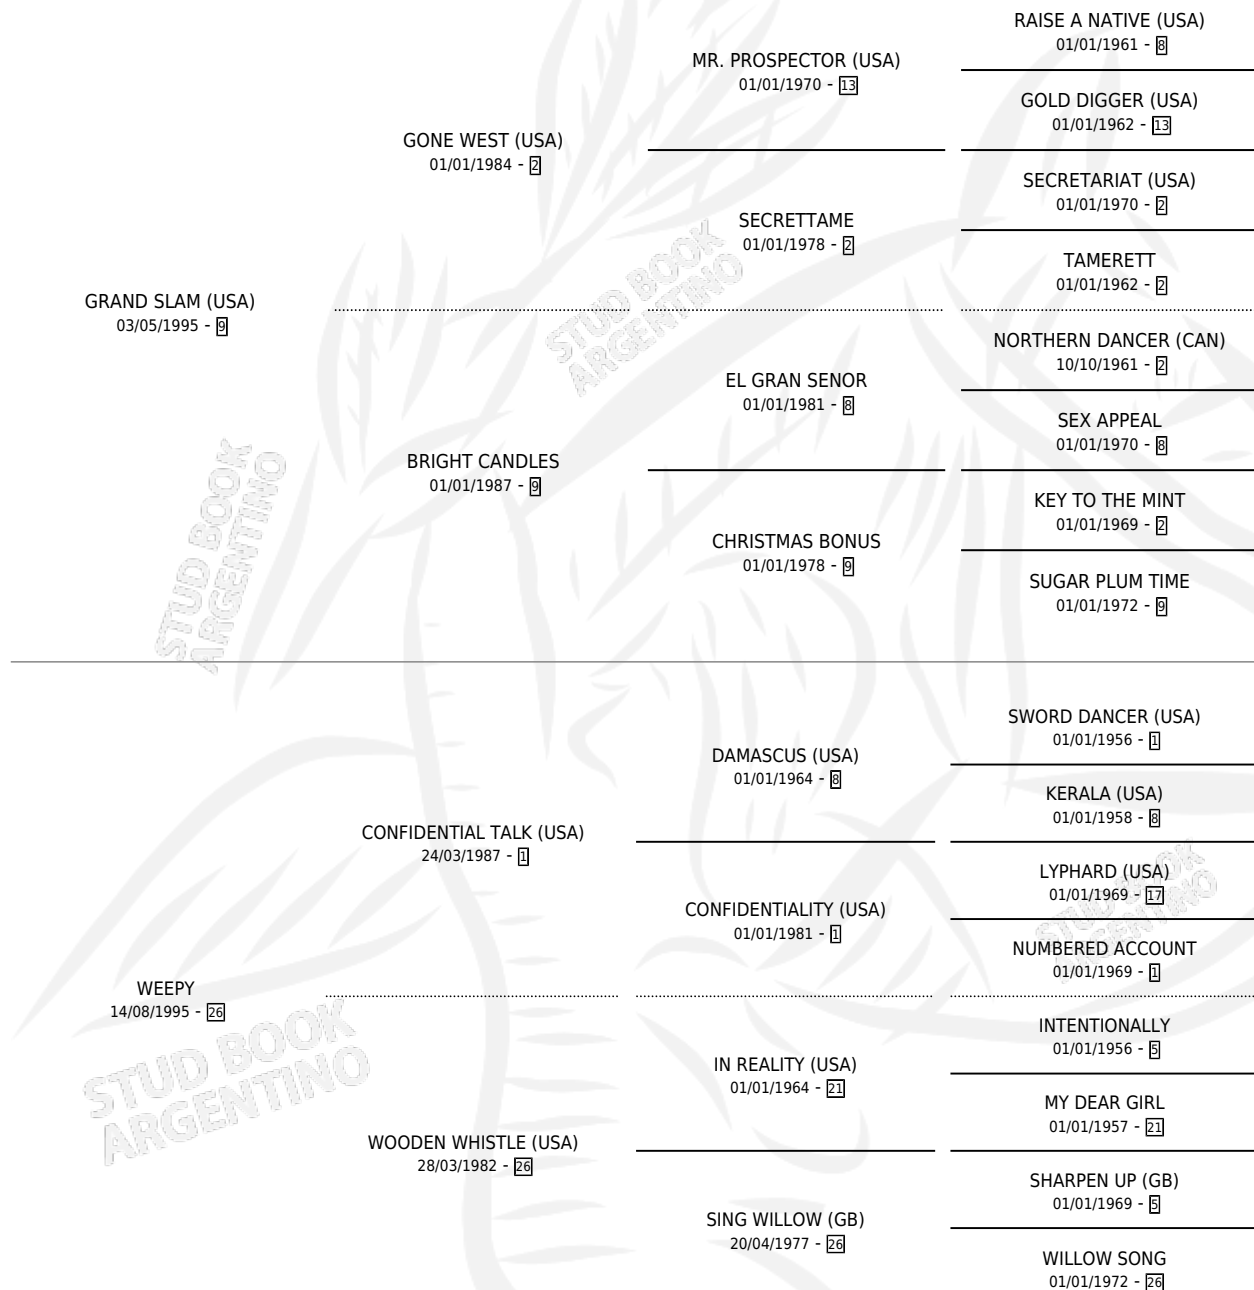 RAISE A NATIVE (USA)
01/01/1961 - 8
MR. PROSPECTOR (USA)
01/01/1970 - 13
GOLD DIGGER (USA)
01/01/1962 - 13
GONE WEST (USA)
01/01/1984 - 2
SECRETARIAT (USA)
01/01/1970 - 2
SECRETTAME
01/01/1978 - 2
TAMERETT
01/01/1962 - 2
GRAND SLAM (USA)
03/05/1995 - 9
NORTHERN DANCER (CAN)
10/10/1961 - 2
EL GRAN SENOR
01/01/1981 - 8
SEX APPEAL
01/01/1970 - 8
BRIGHT CANDLES
01/01/1987 - 9
KEY TO THE MINT
01/01/1969 - 2
CHRISTMAS BONUS
01/01/1978 - 9
SUGAR PLUM TIME
01/01/1972 - 9
SWORD DANCER (USA)
01/01/1956 - 1
DAMASCUS (USA)
01/01/1964 - 8
KERALA (USA)
01/01/1958 - 8
CONFIDENTIAL TALK (USA)
24/03/1987 - 1
LYPHARD (USA)
01/01/1969 - 17
CONFIDENTIALITY (USA)
01/01/1981 - 1
NUMBERED ACCOUNT
01/01/1969 - 1
WEEPY
14/08/1995 - 26
INTENTIONALLY
01/01/1956 - 5
IN REALITY (USA)
01/01/1964 - 21
MY DEAR GIRL
01/01/1957 - 21
WOODEN WHISTLE (USA)
28/03/1982 - 26
SHARPEN UP (GB)
01/01/1969 - 5
SING WILLOW (GB)
20/04/1977 - 26
WILLOW SONG
01/01/1972 - 26
STUD BOOK
ARGENTINO
STUD BOOK
ARGENTINO
STUD BOOK
ARGENTINO
STUD BOOK
ARGENTINO